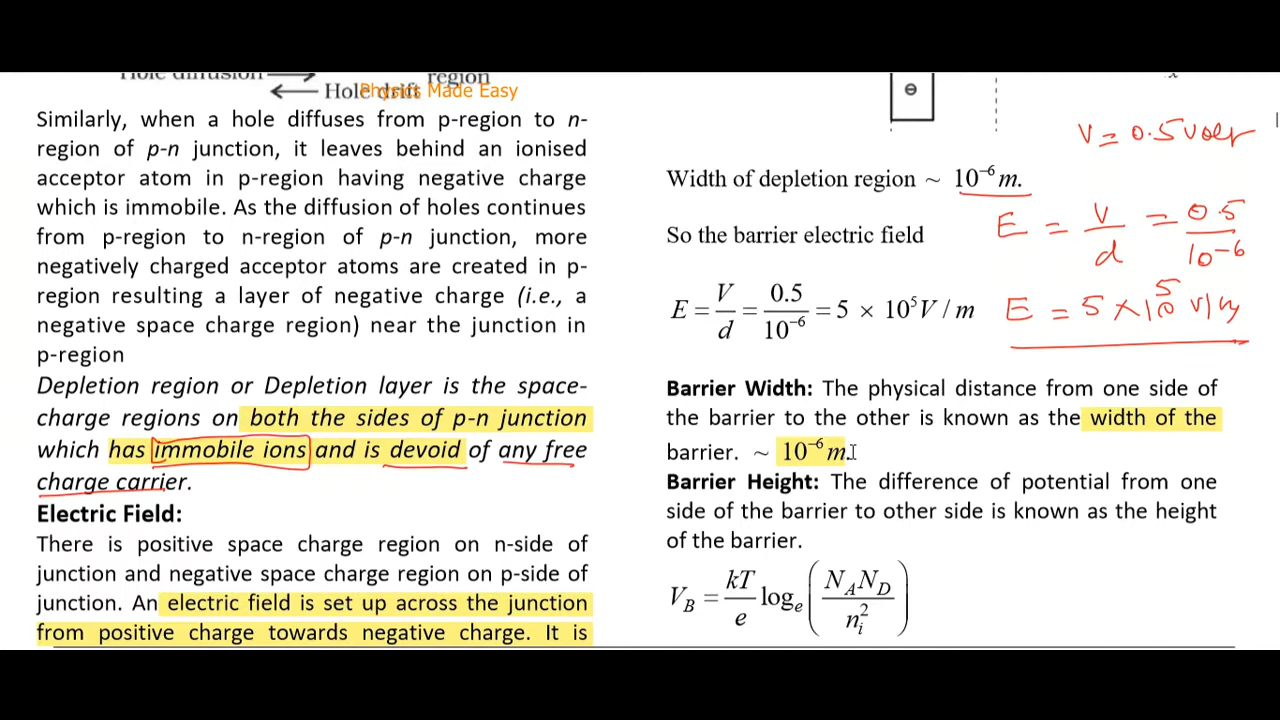 Hole diffusion
region
Hole drift
Physics Made Easy
Similarly, when a hole diffuses from p-region to n-
region of p-n junction, it leaves behind an ionised
acceptor atom in p-region having negative charge
which is immobile. As the diffusion of holes continues
from p-region to n-region of p-n junction, more
negatively charged acceptor atoms are created in p-
region resulting a layer of negative charge (i.e., a
negative space charge region) near the junction in
p-region
Depletion region or Depletion layer is the space-
charge regions on both the sides of p-n junction
which has immobile ions and is devoid of any free
charge carrier.
Electric Field:
There is positive space charge region on n-side of
junction and negative space charge region on p-side of
junction. An electric field is set up across the junction
from positive charge towards negative charge. It is
⊖
x
V = 0.5 volt
Width of depletion region ~ 10⁻⁶ m.
E = V/d = 0.5/10⁻⁶
So the barrier electric field
E = V/d = 0.5/10⁻⁶ = 5 × 10⁵ V / m
E = 5 × 10⁵ V/m
Barrier Width: The physical distance from one side of
the barrier to the other is known as the width of the
barrier. ~ 10⁻⁶ m.
Barrier Height: The difference of potential from one
side of the barrier to other side is known as the height
of the barrier.
V_B = kT/e logₑ (N_A N_D / nᵢ²)